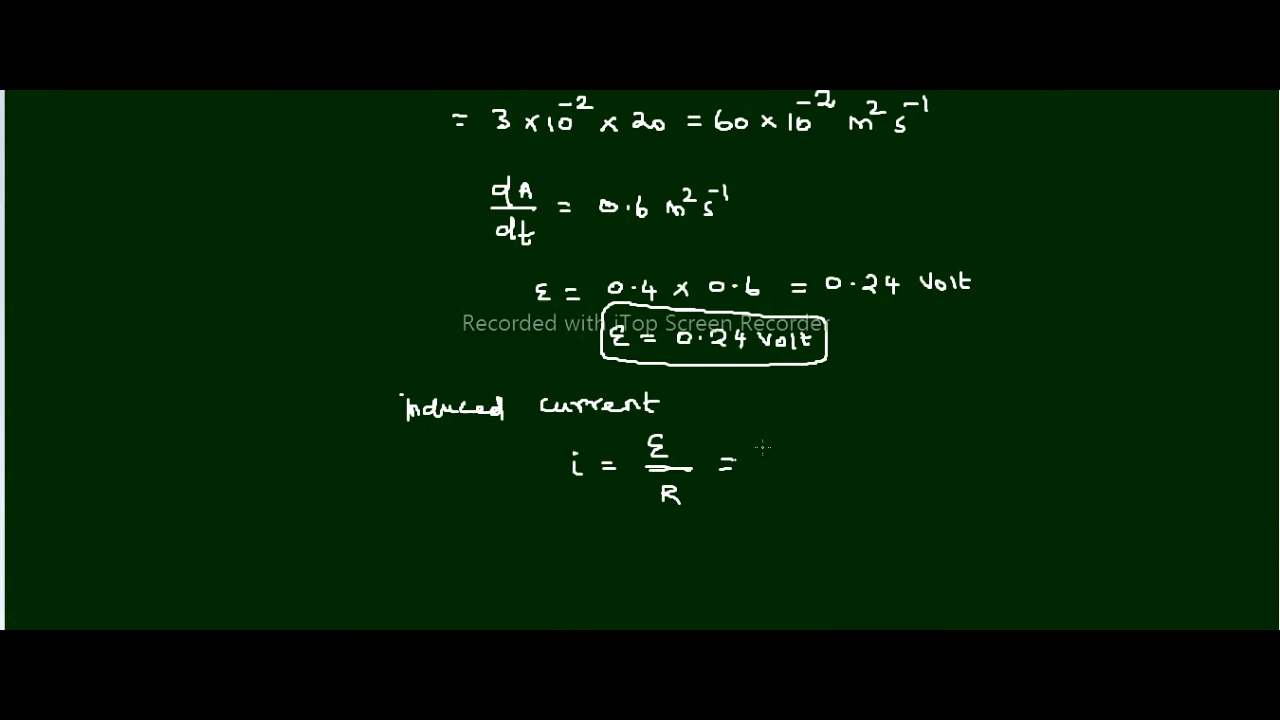 = 3 × 10⁻² × 20 = 60 × 10⁻² m² s⁻¹
dA/dt = 0.6 m² s⁻¹
ε = 0.4 × 0.6 = 0.24 Volt
Recorded with iTop Screen Recorder
ε = 0.24 Volt
induced current
i = ε/R =